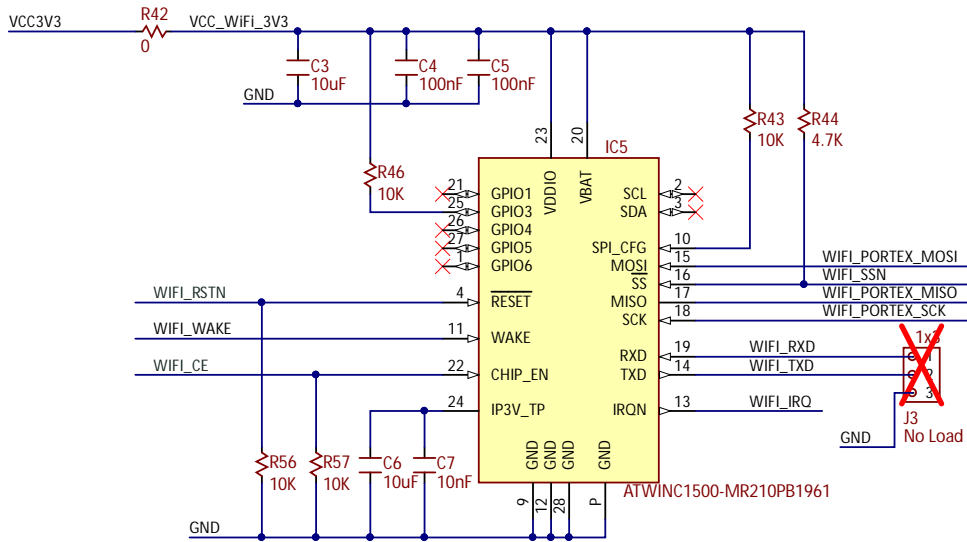 VCC3V3
R42
0
VCC_WiFi_3V3
C3
10uF
C4
100nF
C5
100nF
GND
R46
10K
R43
10K
R44
4.7K
23
20
IC5
VDDIO
VBAT
21
GPIO1
25
GPIO3
26
GPIO4
27
GPIO5
1
GPIO6
SCL
2
SDA
3
SPI_CFG
10
MOSI
15
WIFI_PORTEX_MOSI
SS
16
WIFI_SSN
MISO
17
WIFI_PORTEX_MISO
SCK
18
WIFI_PORTEX_SCK
WIFI_RSTN
4
RESET
WIFI_WAKE
11
WAKE
WIFI_CE
22
CHIP_EN
24
IP3V_TP
RXD
19
WIFI_RXD
TXD
14
WIFI_TXD
IRQN
13
WIFI_IRQ
1x3
1
2
3
J3
No Load
GND
R56
10K
R57
10K
C6
10uF
C7
10nF
GND
GND
GND
GND
9
12
28
P
ATWINC1500-MR210PB1961
GND